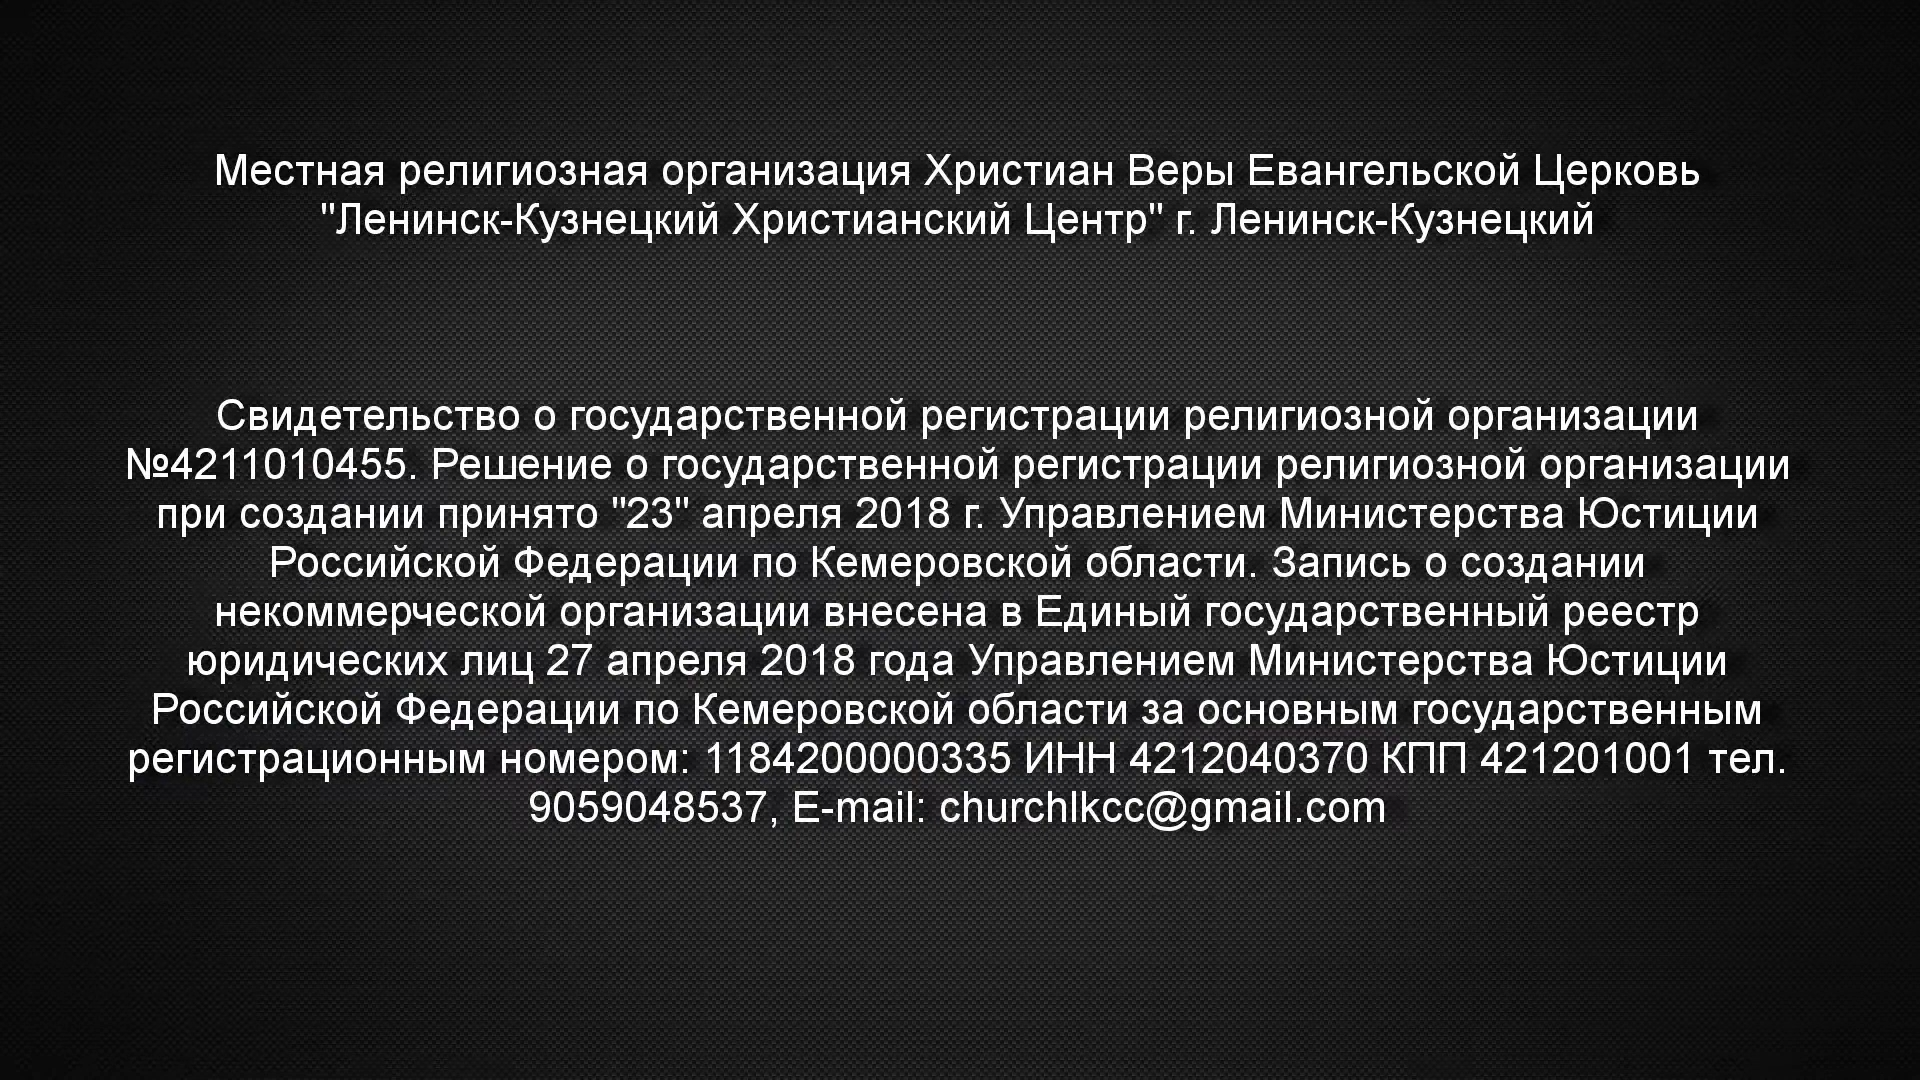 Местная религиозная организация Христиан Веры Евангельской Церковь
"Ленинск-Кузнецкий Христианский Центр" г. Ленинск-Кузнецкий
Свидетельство о государственной регистрации религиозной организации
№4211010455. Решение о государственной регистрации религиозной организации
при создании принято "23" апреля 2018 г. Управлением Министерства Юстиции
Российской Федерации по Кемеровской области. Запись о создании
некоммерческой организации внесена в Единый государственный реестр
юридических лиц 27 апреля 2018 года Управлением Министерства Юстиции
Российской Федерации по Кемеровской области за основным государственным
регистрационным номером: 1184200000335 ИНН 4212040370 КПП 421201001 тел.
9059048537, E-mail: churchlkcc@gmail.com